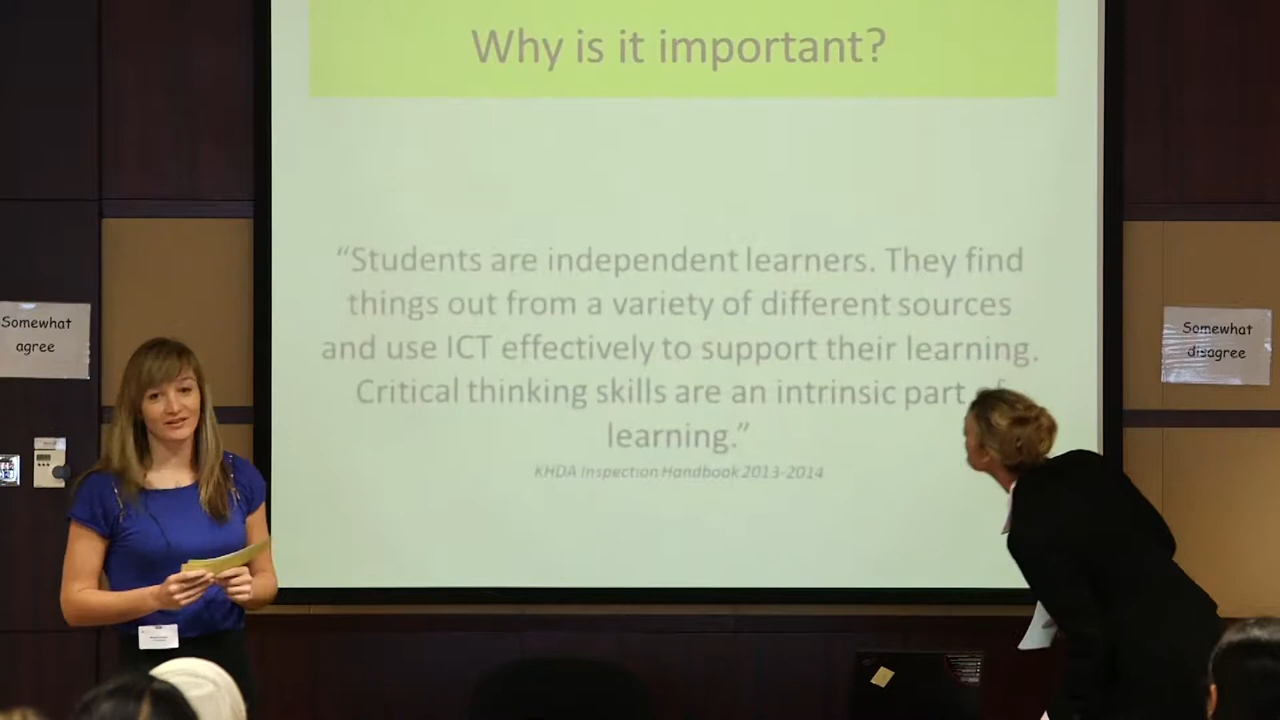 Why is it important?
“Students are independent learners. They find
things out from a variety of different sources
and use ICT effectively to support their learning.
Critical thinking skills are an intrinsic part of
learning.”
KHDA Inspection Handbook 2013-2014
Somewhat
agree
Somewhat
disagree